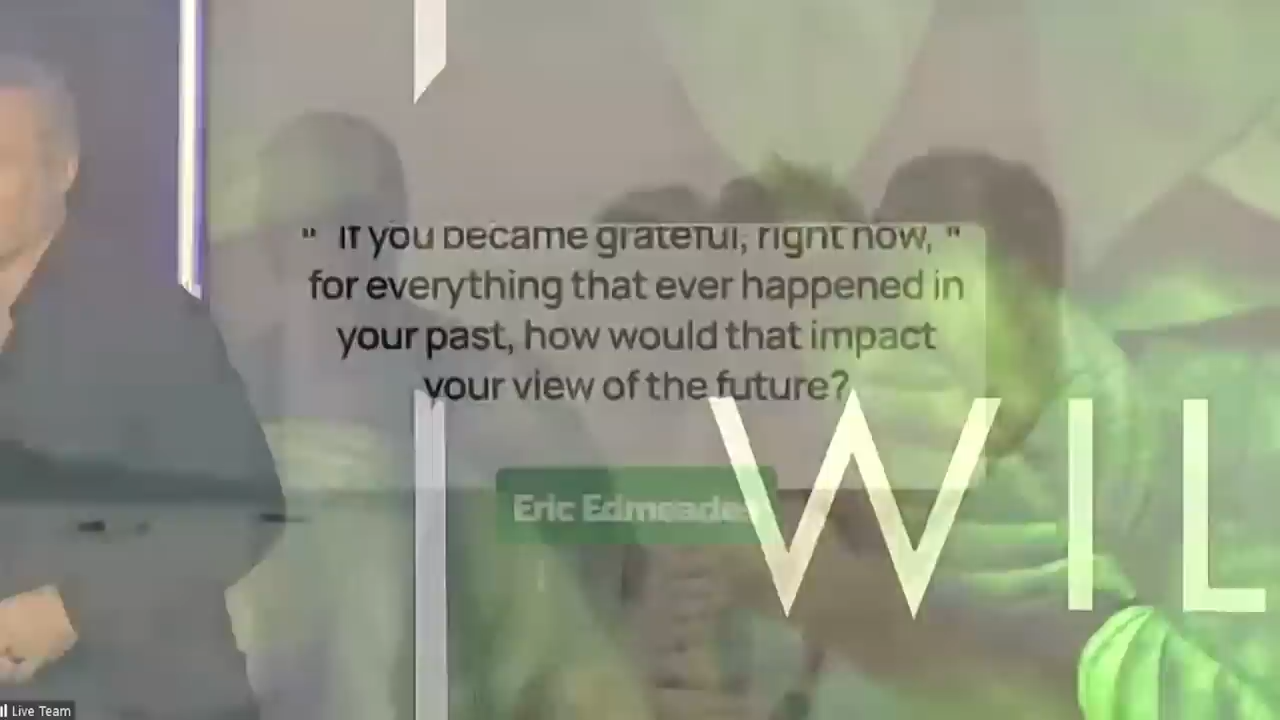 " If you became grateful, right now, "
for everything that ever happened in
your past, how would that impact
your view of the future?
Eric Edmeades
WIL
Live Team